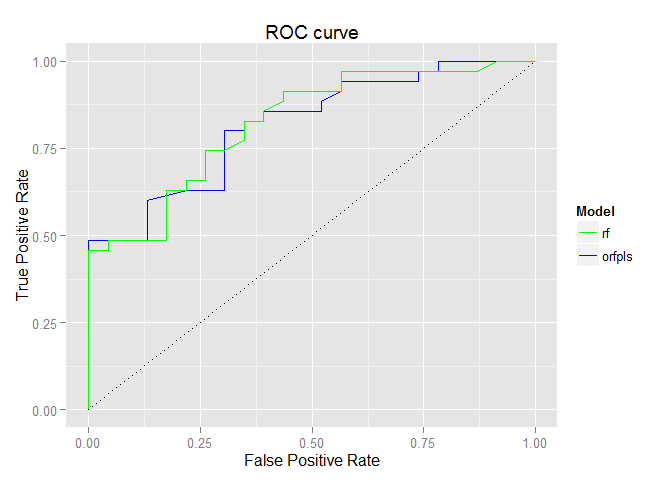 ROC curve
True Positive Rate
1.00
0.75
0.50
0.25
0.00
0.00 0.25 0.50 0.75 1.00
False Positive Rate
Model
rf
orfpls